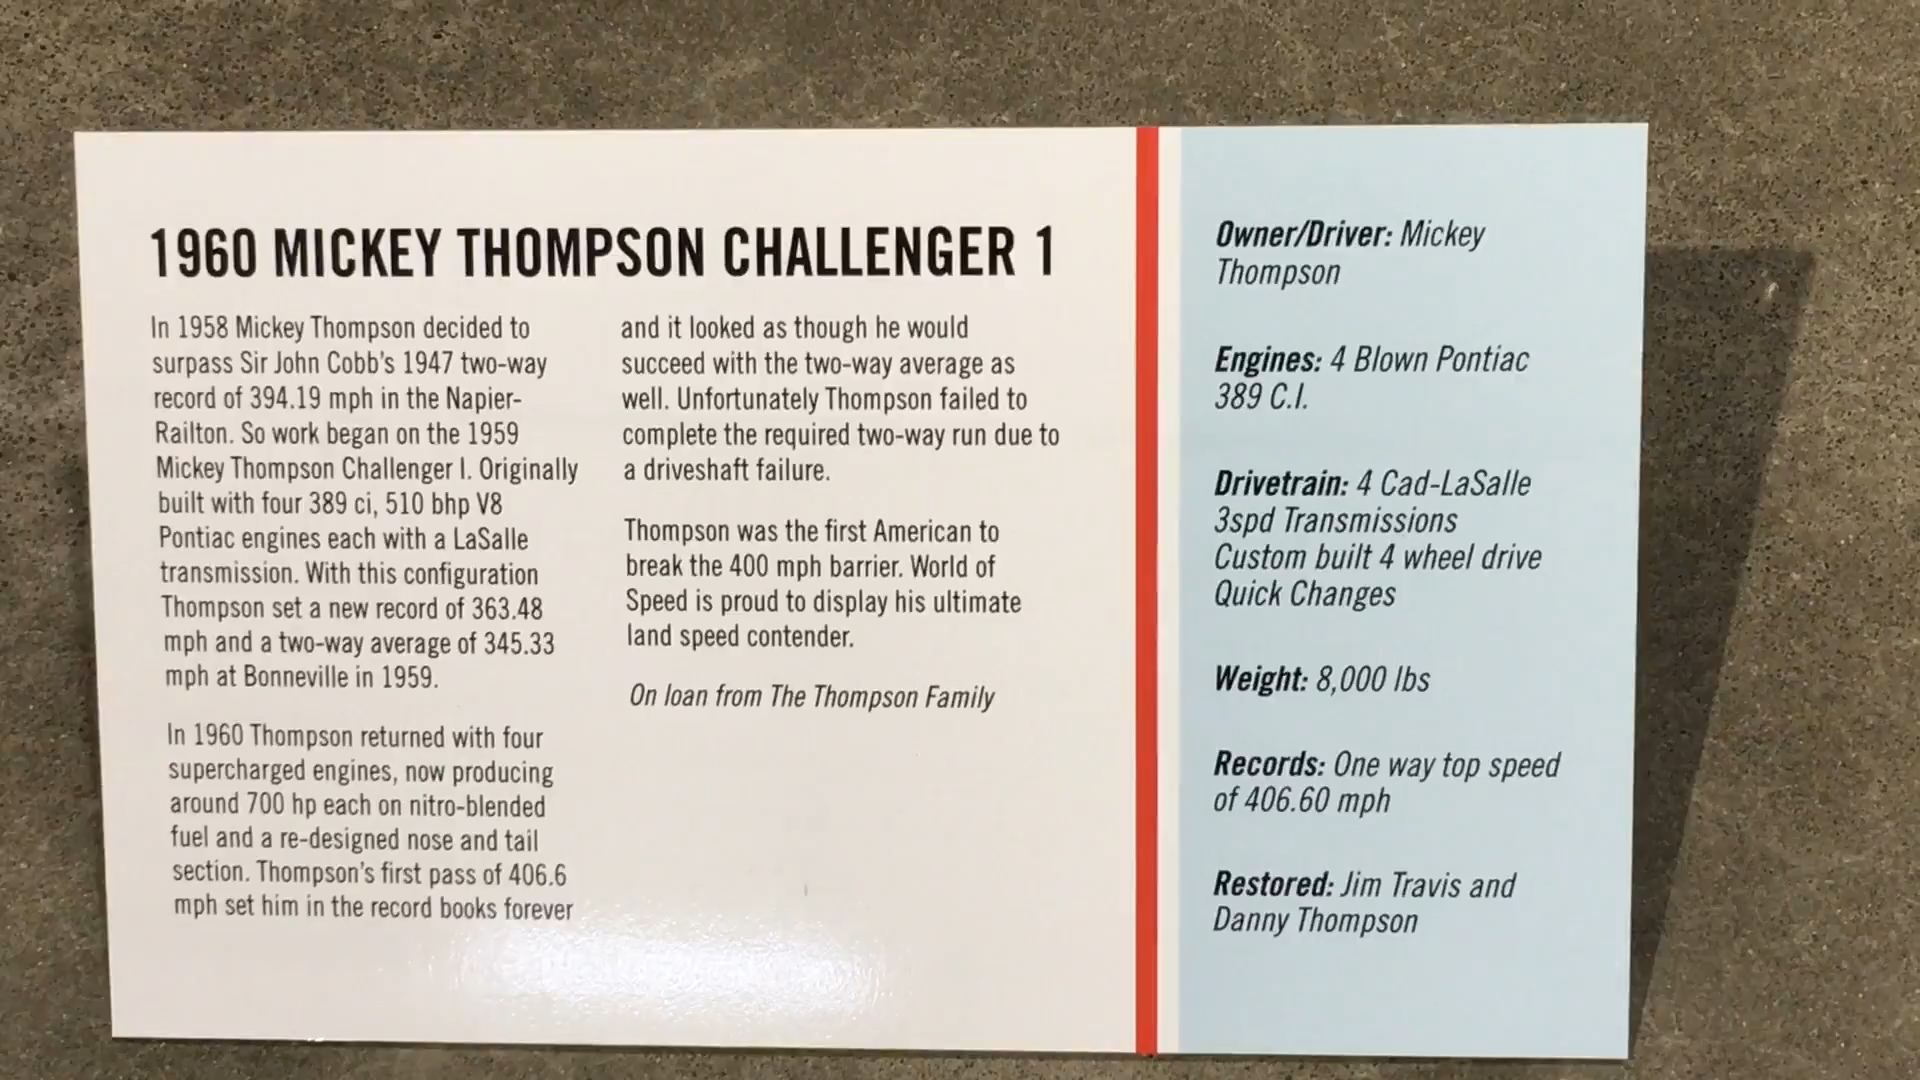 1960 MICKEY THOMPSON CHALLENGER 1
In 1958 Mickey Thompson decided to
surpass Sir John Cobb's 1947 two-way
record of 394.19 mph in the Napier-
Railton. So work began on the 1959
Mickey Thompson Challenger I. Originally
built with four 389 ci, 510 bhp V8
Pontiac engines each with a LaSalle
transmission. With this configuration
Thompson set a new record of 363.48
mph and a two-way average of 345.33
mph at Bonneville in 1959.
In 1960 Thompson returned with four
supercharged engines, now producing
around 700 hp each on nitro-blended
fuel and a re-designed nose and tail
section. Thompson's first pass of 406.6
mph set him in the record books forever
and it looked as though he would
succeed with the two-way average as
well. Unfortunately Thompson failed to
complete the required two-way run due to
a driveshaft failure.
Thompson was the first American to
break the 400 mph barrier. World of
Speed is proud to display his ultimate
land speed contender.
On loan from The Thompson Family
Owner/Driver: Mickey
Thompson
Engines: 4 Blown Pontiac
389 C.I.
Drivetrain: 4 Cad-LaSalle
3spd Transmissions
Custom built 4 wheel drive
Quick Changes
Weight: 8,000 lbs
Records: One way top speed
of 406.60 mph
Restored: Jim Travis and
Danny Thompson